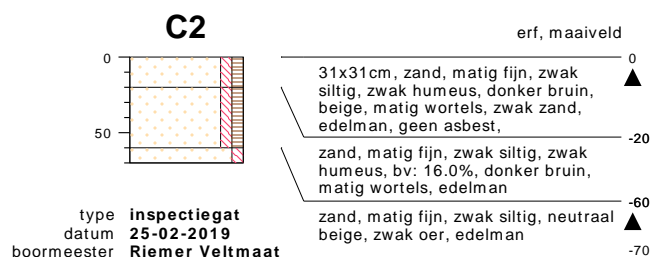 C2
erf, maaiveld
0
0
31x31cm, zand, matig fijn, zwak
siltig, zwak humeus, donker bruin,
beige, matig wortels, zwak zand,
edelman, geen asbest,
-20
50
zand, matig fijn, zwak siltig, zwak
humeus, bv: 16.0%, donker bruin,
matig wortels, edelman
-60
zand, matig fijn, zwak siltig, neutraal
beige, zwak oer, edelman
-70
type inspectiegat
datum 25-02-2019
boormeester Riemer Veltmaat